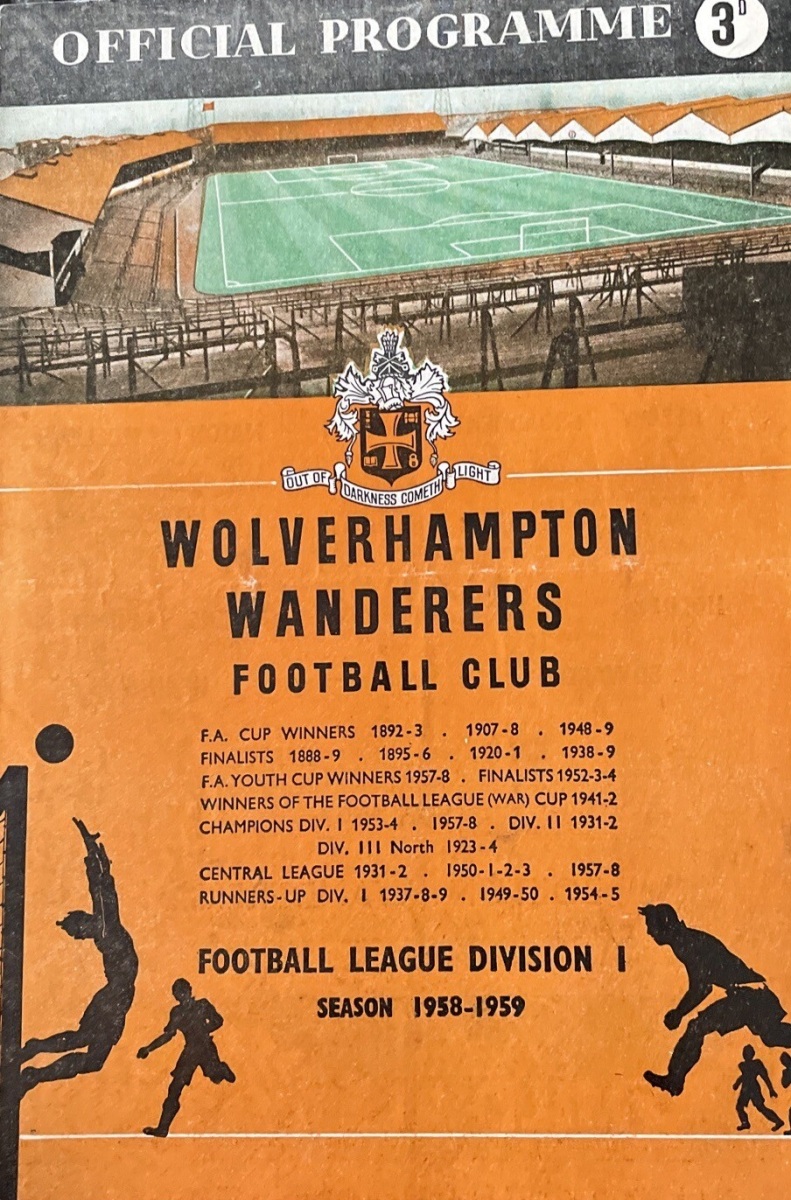 OFFICIAL PROGRAMME 3D
OUT OF DARKNESS COMETH LIGHT
WOLVERHAMPTON
WANDERERS
FOOTBALL CLUB
F.A. CUP WINNERS 1892-3 . 1907-8 . 1948-9
FINALISTS 1888-9 . 1895-6 . 1920-1 . 1938-9
F.A. YOUTH CUP WINNERS 1957-8 . FINALISTS 1952-3-4
WINNERS OF THE FOOTBALL LEAGUE (WAR) CUP 1941-2
CHAMPIONS DIV. I 1953-4 . 1957-8 . DIV. II 1931-2
DIV. III North 1923-4
CENTRAL LEAGUE 1931-2 . 1950-1-2-3 . 1957-8
RUNNERS-UP DIV. I 1937-8-9 . 1949-50 . 1954-5
FOOTBALL LEAGUE DIVISION I
SEASON 1958-1959